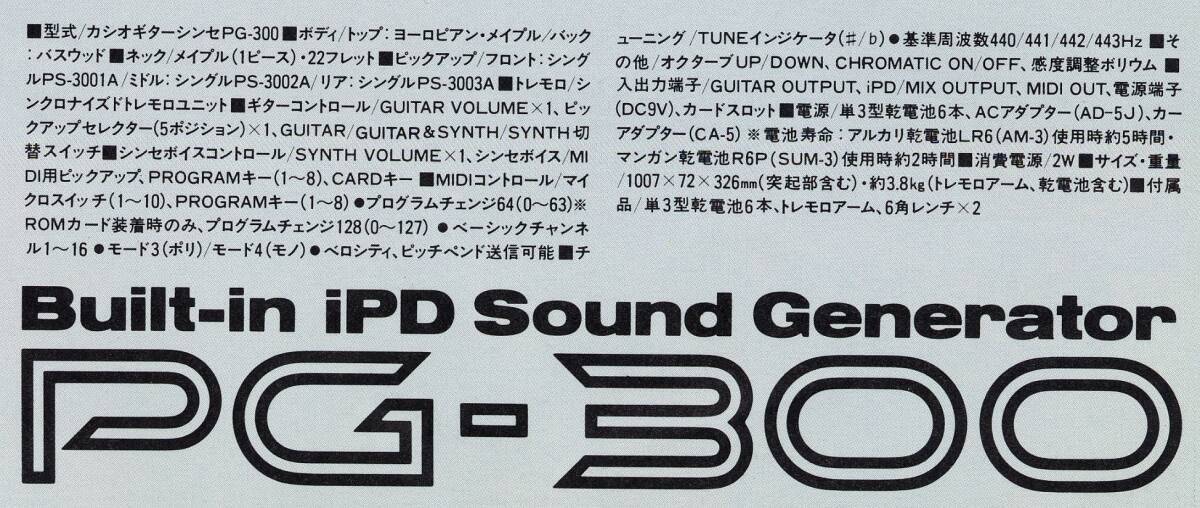 ■型式/カシオギターシンセPG-300■ボディ/トップ:ヨーロピアン・メイプル/バック
:バスウッド■ネック/メイプル(1ピース)・22フレット■ピックアップ/フロント:シング
ルPS-3001A/ミドル:シングルPS-3002A/リア:シングルPS-3003A■トレモロ/シ
ンクロナイズドトレモロユニット■ギターコントロール/GUITAR VOLUME×1、ピッ
クアップセレクター(5ポジション)×1、GUITAR/GUITAR&SYNTH/SYNTH切
替スイッチ■シンセボイスコントロール/SYNTH VOLUME×1、シンセボイス/MI
DI用ピックアップ、PROGRAMキー(1~8)、CARDキー ■MIDIコントロール/マイ
クロスイッチ(1~10)、PROGRAMキー(1~8)●プログラムチェンジ64(0~63)※
ROMカード装着時のみ、プログラムチェンジ128(0~127) ●ベーシックチャンネ
ル1~16 ●モード3(ポリ)/モード4(モノ)●ベロシティ、ピッチベンド送信可能■チ
ューニング/TUNEインジケータ(♯/♭)●基準周波数440/441/442/443Hz ■そ
の他/オクターブUP/DOWN、CHROMATIC ON/OFF、感度調整ボリウム ■
入出力端子/GUITAR OUTPUT、iPD/MIX OUTPUT、MIDI OUT、電源端子
(DC9V)、カードスロット■電源/単3型乾電池6本、ACアダプター(AD-5J)、カー
アダプター(CA-5) ※電池寿命:アルカリ乾電池LR6(AM-3)使用時約5時間・
マンガン乾電池R6P(SUM-3)使用時約2時間■消費電源/2W■サイズ・重量
/1007×72×326mm(突起部含む)・約3.8kg(トレモロアーム、乾電池含む)■付属
品/単3型乾電池6本、トレモロアーム、6角レンチ×2
Built-in iPD Sound Generator
PG-300